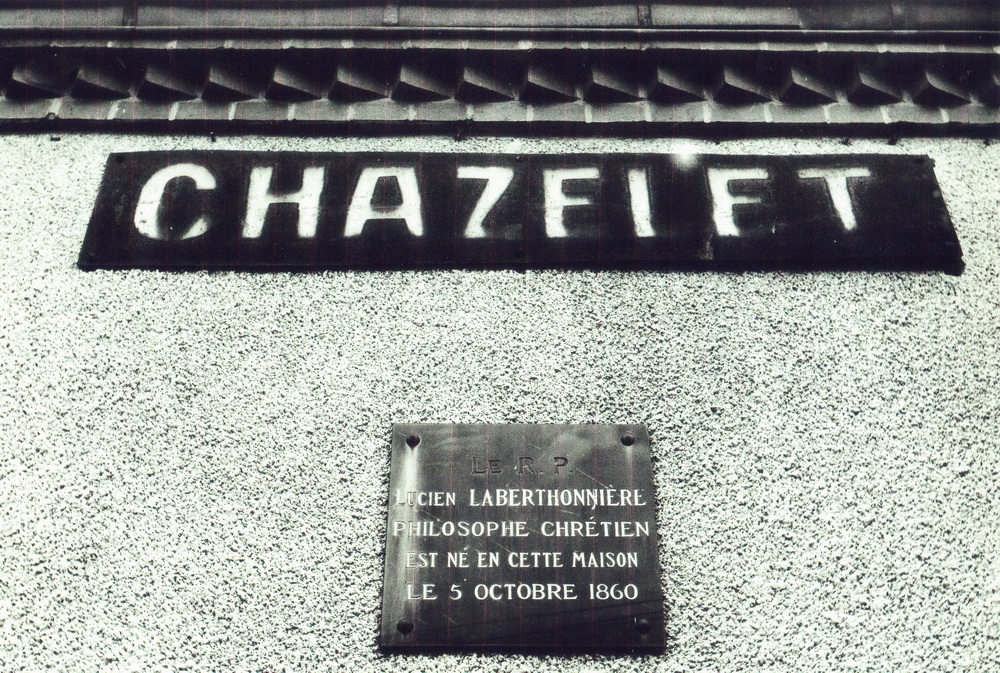 CHAZELET
LE R. P.
LUCIEN LABERTHONNIÈRE
PHILOSOPHE CHRÉTIEN
EST NÉ EN CETTE MAISON
LE 5 OCTOBRE 1860